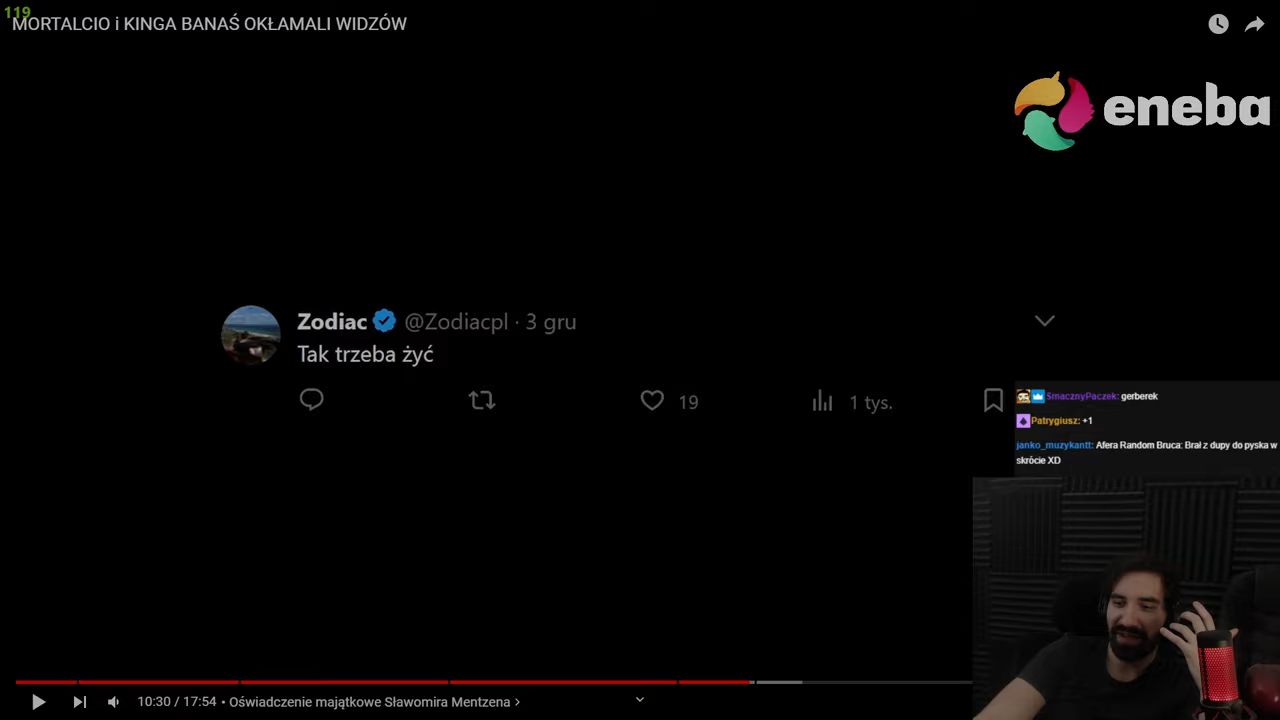 119
MORTALCIO i KINGA BANAŚ OKŁAMALI WIDZÓW
eneba
Zodiac @Zodiacpl · 3 gru
Tak trzeba żyć
19
1 tys.
SmacznyPaczek: gerberek
Patrygiusz: +1
janko_muzykantt: Afera Random Bruca: Brał z dupy do pyska w
skrócie XD
10:30 / 17:54 • Oświadczenie majątkowe Sławomira Mentzena >